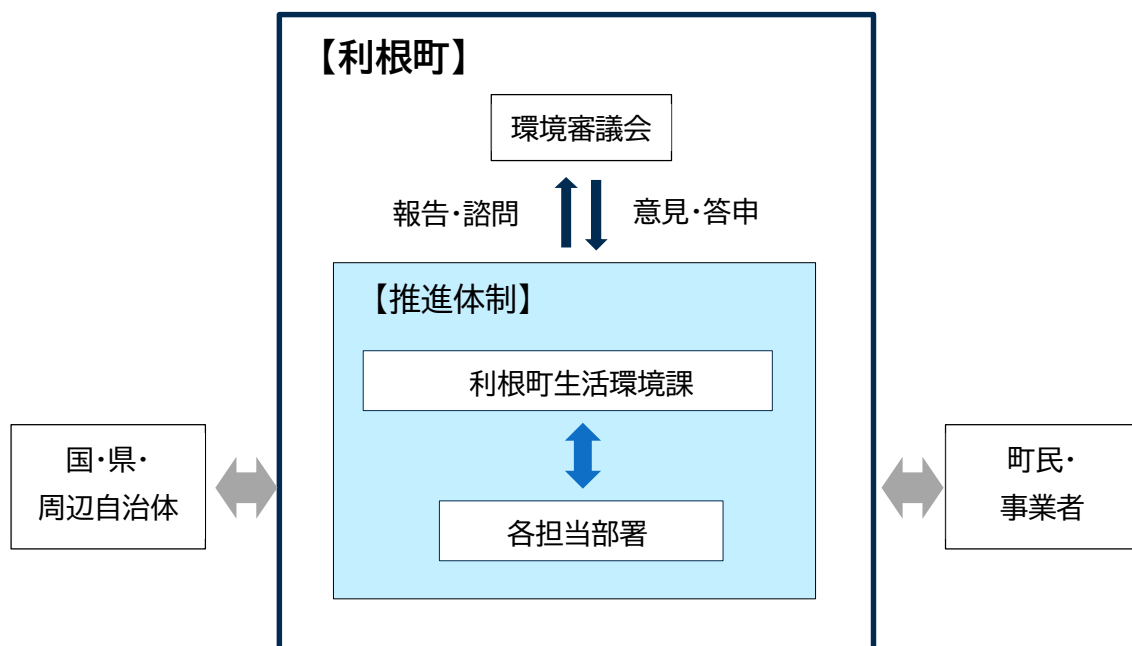 【利根町】
環境審議会
報告・諮問
意見・答申
【推進体制】
利根町生活環境課
国・県・
周辺自治体
町民・
事業者
各担当部署